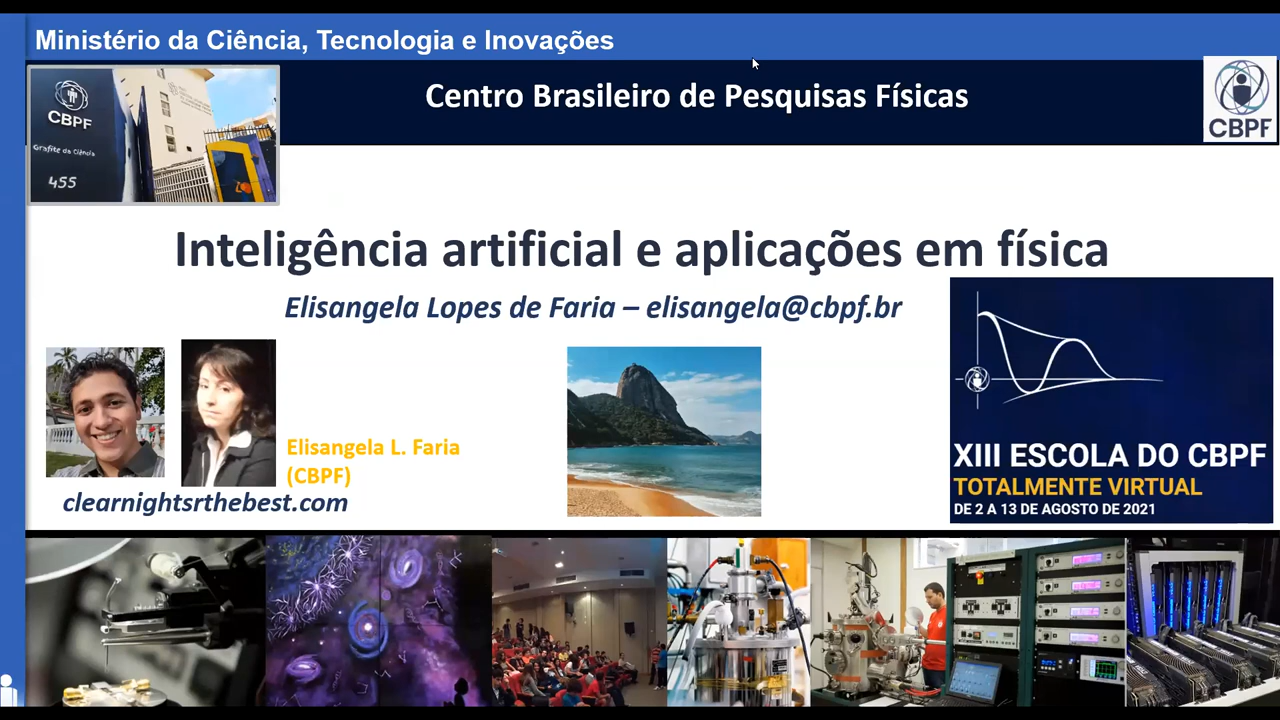 Ministério da Ciência, Tecnologia e Inovações
Centro Brasileiro de Pesquisas Físicas
CBPF
CBPF
Grafite da Ciência
455
Inteligência artificial e aplicações em física
Elisangela Lopes de Faria – elisangela@cbpf.br
Elisangela L. Faria
(CBPF)
clearnightsrthebest.com
XIII ESCOLA DO CBPF
TOTALMENTE VIRTUAL
DE 2 A 13 DE AGOSTO DE 2021